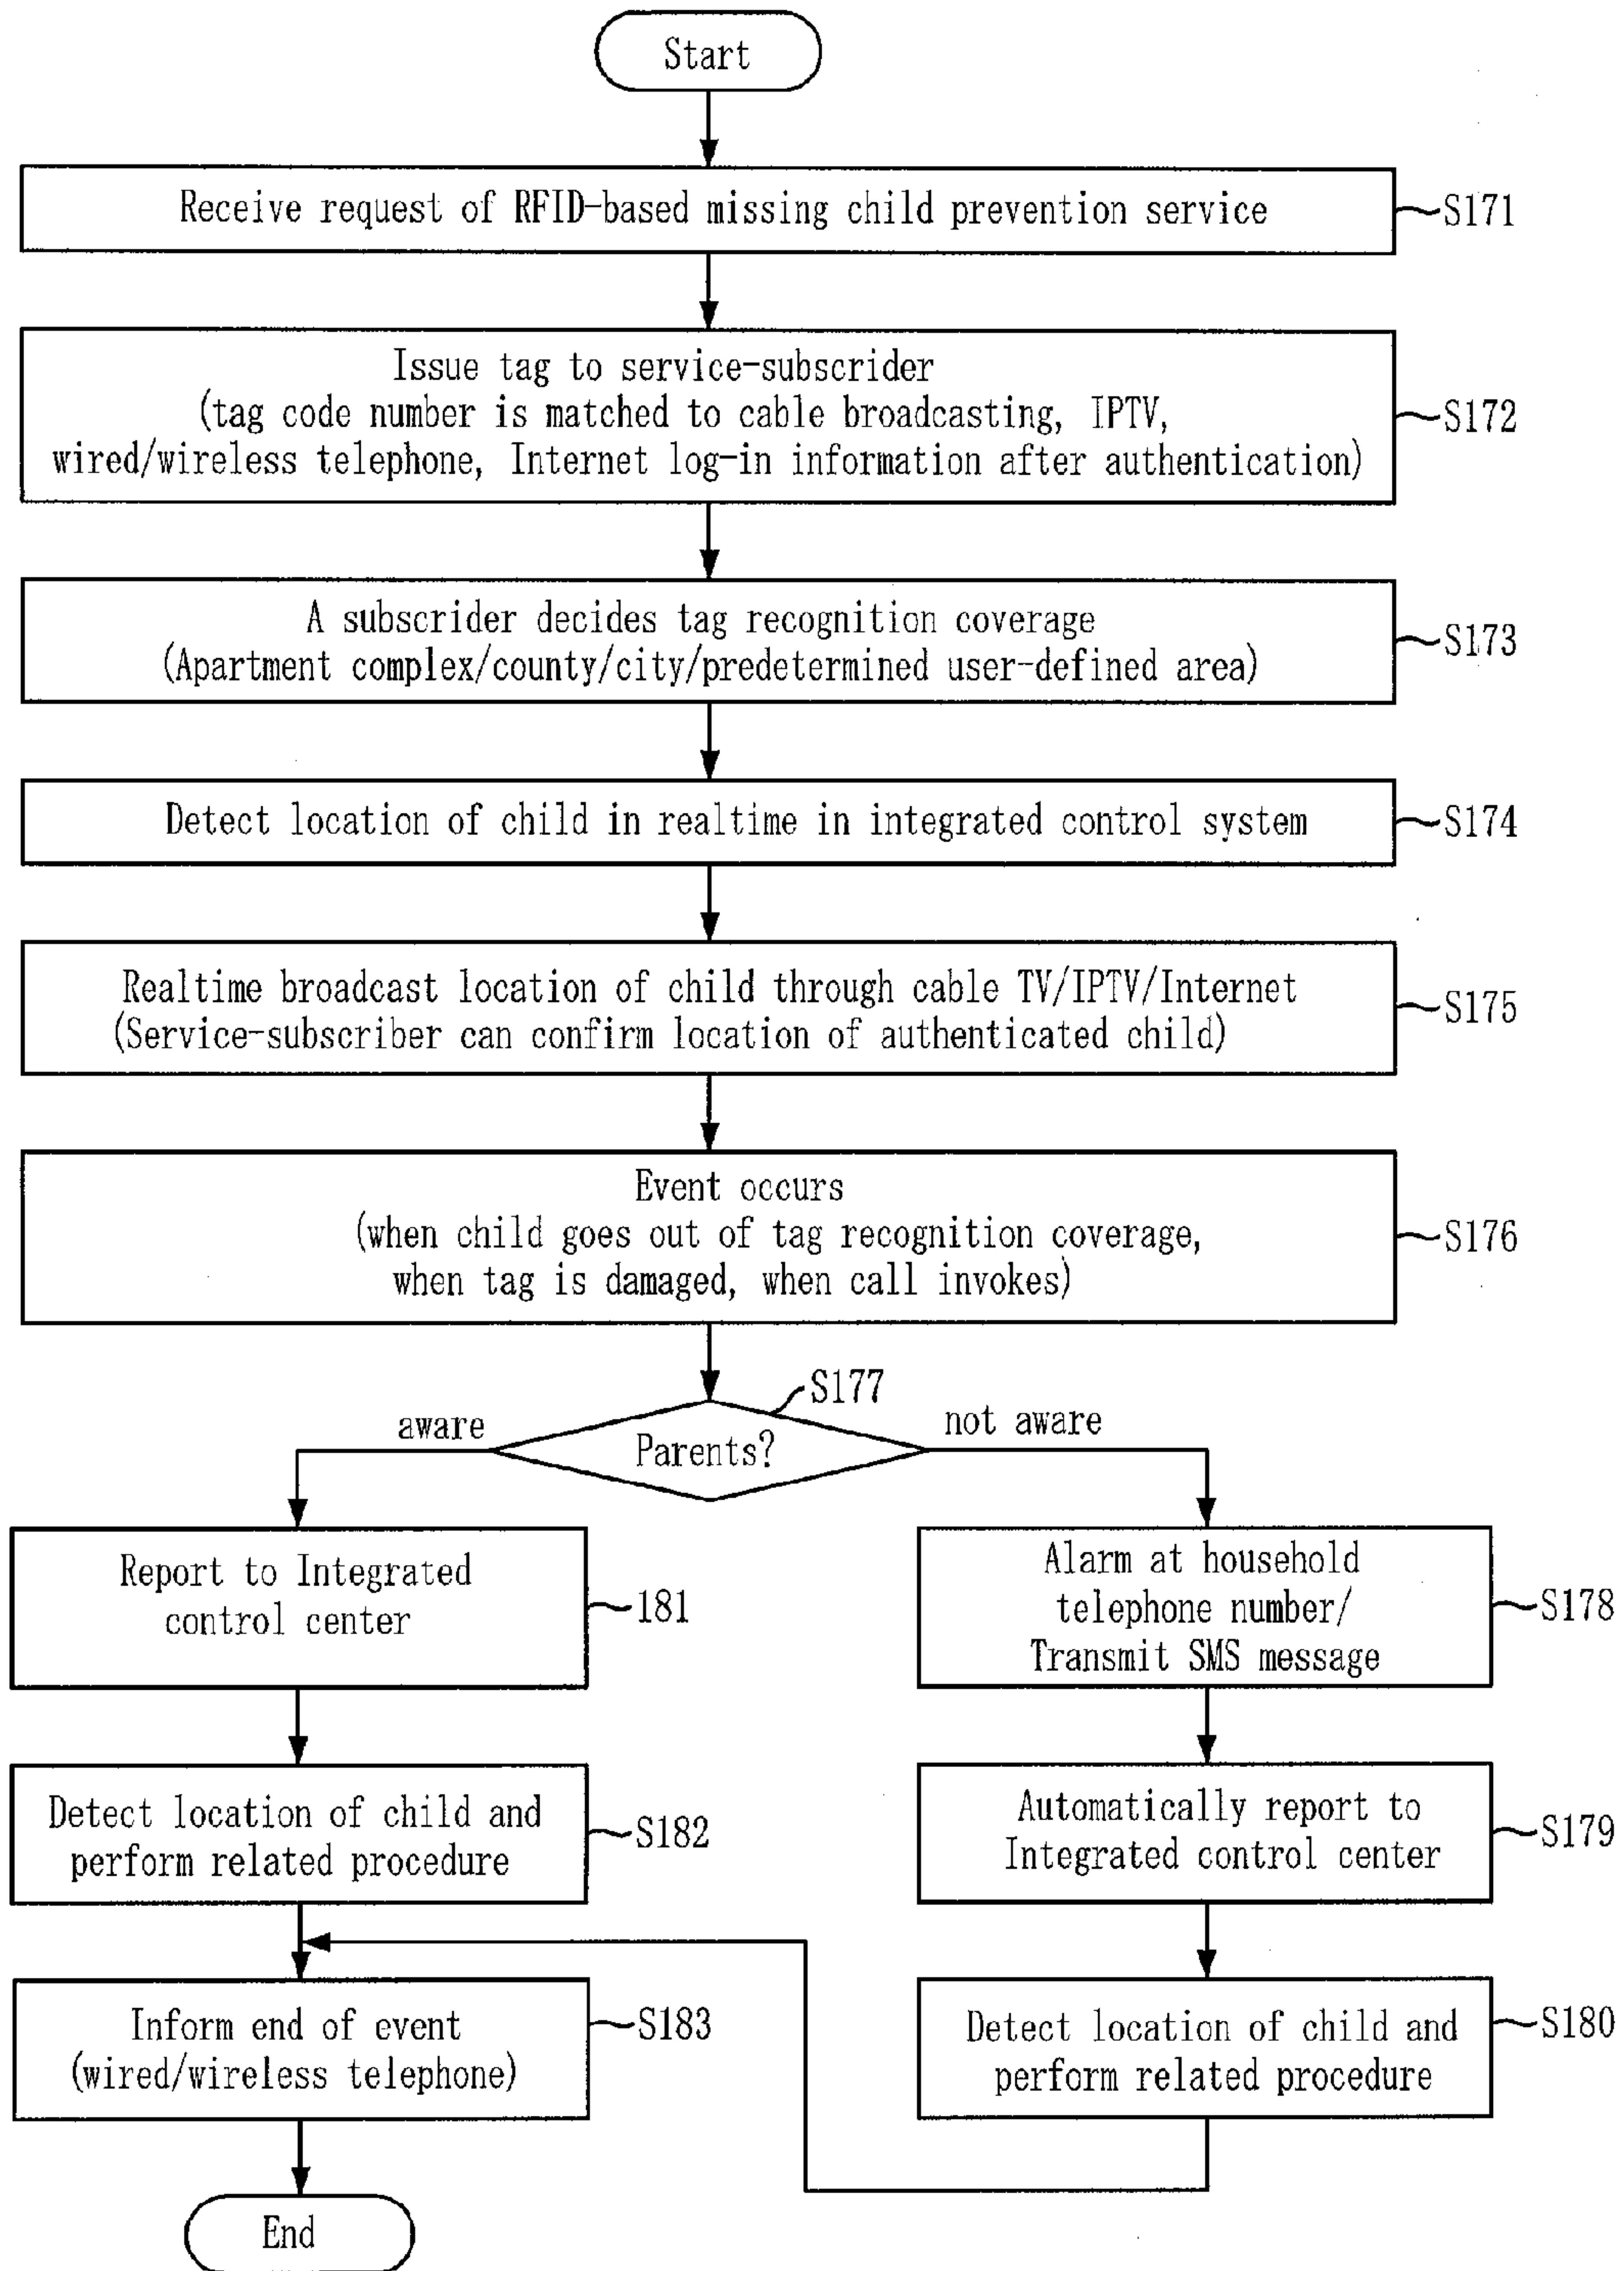 Start
Receive request of RFID-based missing child prevention service
S171
Issue tag to service-subscrider
(tag code number is matched to cable broadcasting, IPTV,
wired/wireless telephone, Internet log-in information after authentication)
S172
A subscrider decides tag recognition coverage
(Apartment complex/county/city/predetermined user-defined area)
S173
Detect location of child in realtime in integrated control system
S174
Realtime broadcast location of child through cable TV/IPTV/Internet
(Service-subscriber can confirm location of authenticated child)
S175
Event occurs
(when child goes out of tag recognition coverage,
when tag is damaged, when call invokes)
S176
S177
aware
Parents?
not aware
Report to Integrated
control center
181
Alarm at household
telephone number/
Transmit SMS message
S178
Detect location of child and
perform related procedure
S182
Automatically report to
Integrated control center
S179
Inform end of event
(wired/wireless telephone)
S183
Detect location of child and
perform related procedure
S180
End